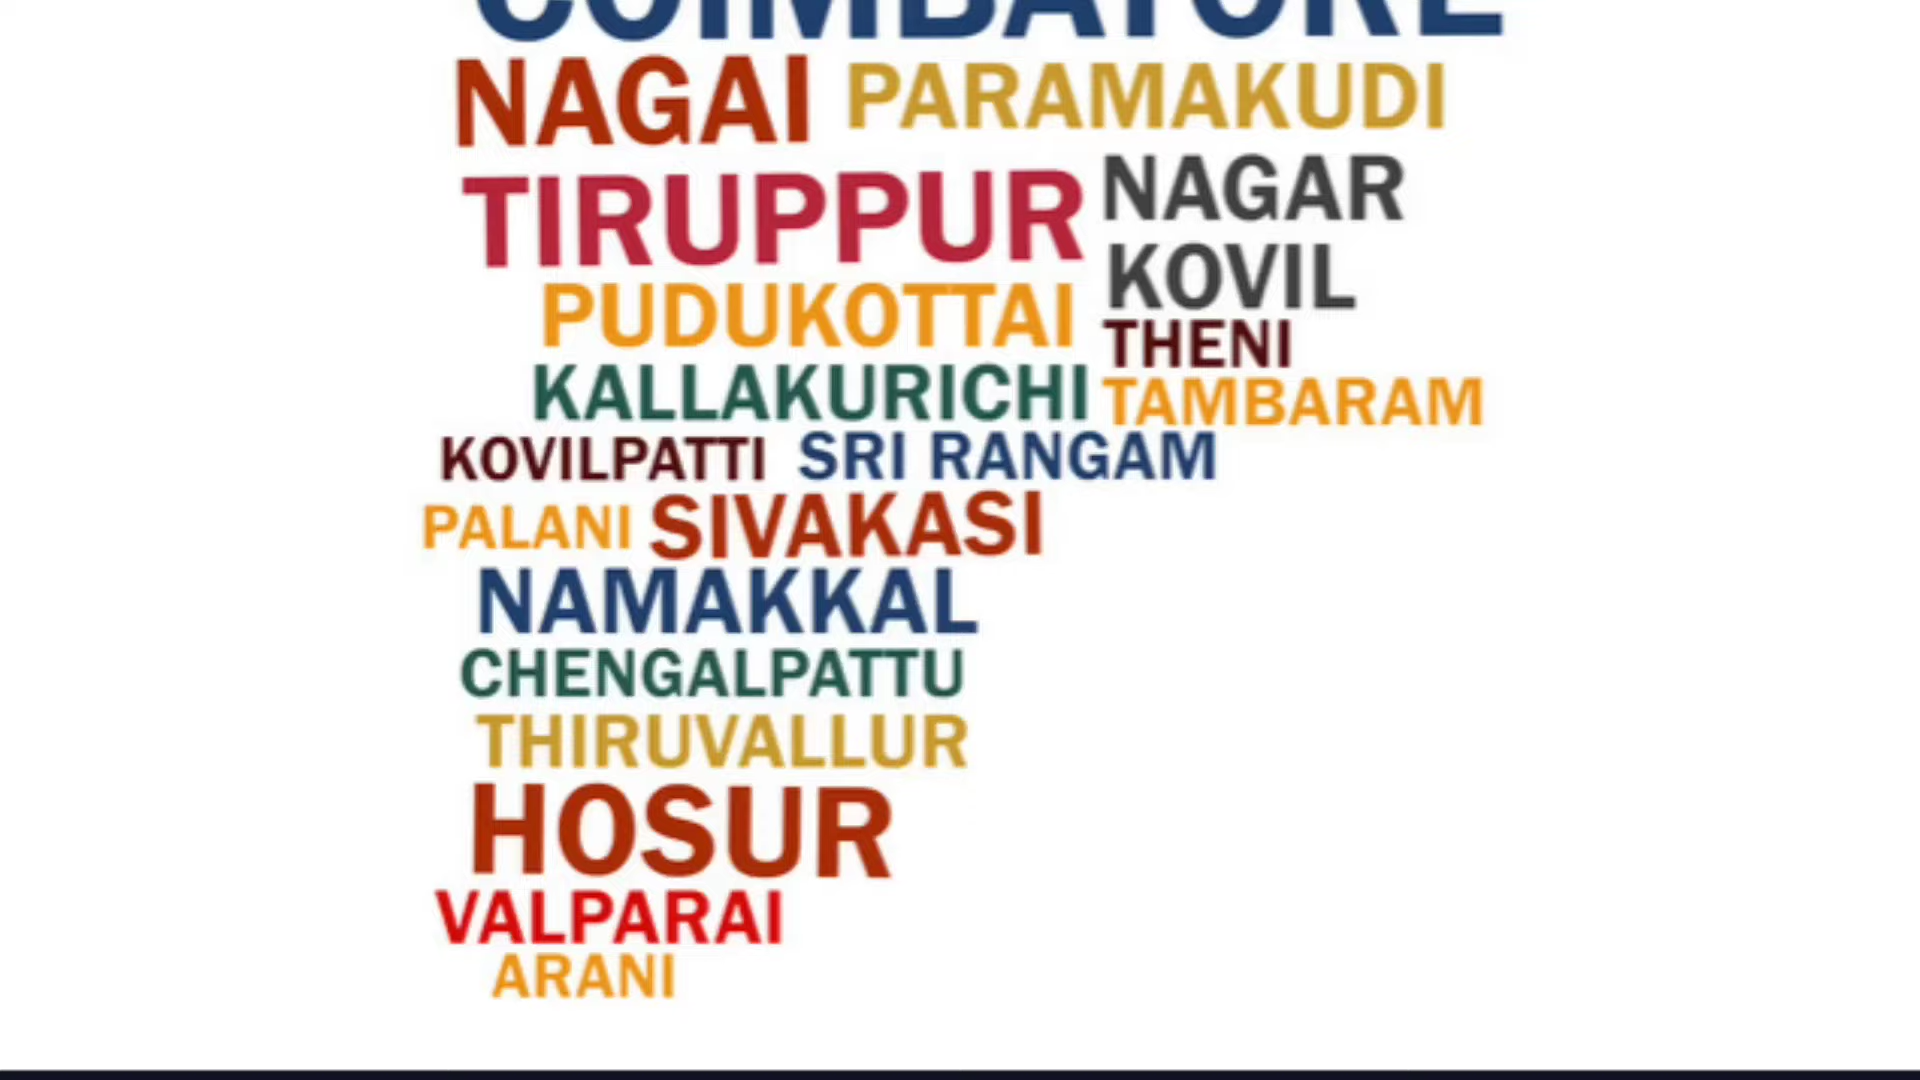 COIMBATORE
NAGAI PARAMAKUDI
TIRUPPUR NAGAR
KOVIL
PUDUKOTTAI
THENI
KALLAKURICHI TAMBARAM
KOVILPATTI SRI RANGAM
PALANI SIVAKASI
NAMAKKAL
CHENGALPATTU
THIRUVALLUR
HOSUR
VALPARAI
ARANI